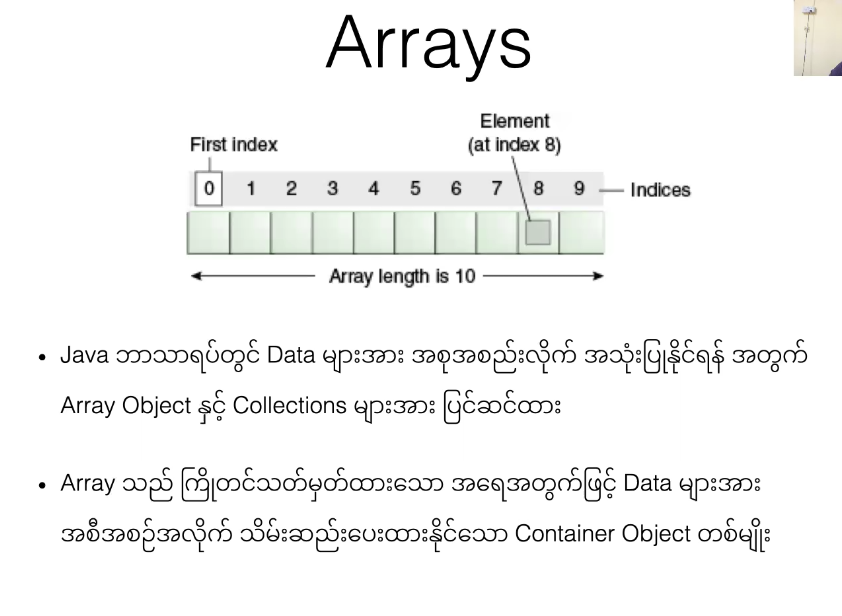 Arrays
Element
First index
(at index 8)
0 1 2 3 4 5 6 7 8 9
Indices
Array length is 10
• Java ဘာသာရပ်တွင် Data များအား အစုအစည်းလိုက် အသုံးပြုနိုင်ရန် အတွက်
Array Object နှင့် Collections များအား ပြင်ဆင်ထား
• Array သည် ကြိုတင်သတ်မှတ်ထားသော အရေအတွက်ဖြင့် Data များအား
အစီအစဉ်အလိုက် သိမ်းဆည်းပေးထားနိုင်သော Container Object တစ်မျိုး